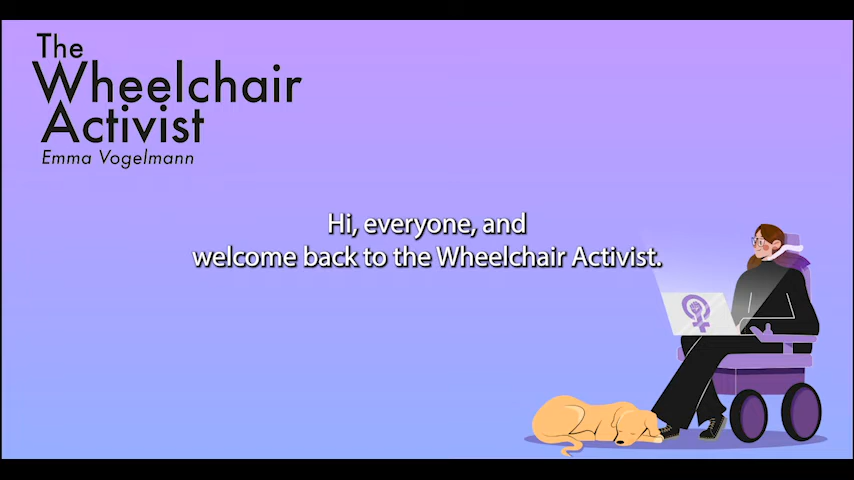 The
Wheelchair
Activist
Emma Vogelmann
Hi, everyone, and
welcome back to the Wheelchair Activist.